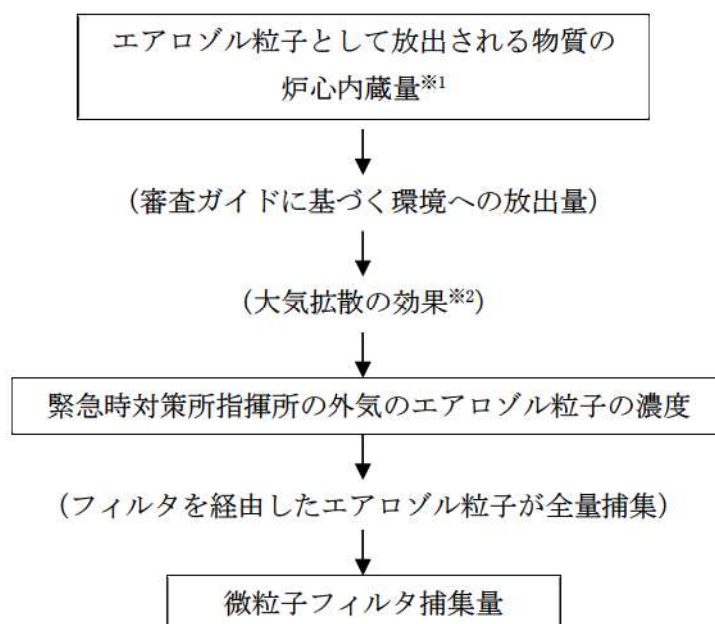 エアロゾル粒子として放出される物質の
炉心内蔵量※1
(審査ガイドに基づく環境への放出量)
(大気拡散の効果※2)
緊急時対策所指揮所の外気のエアロゾル粒子の濃度
(フィルタを経由したエアロゾル粒子が全量捕集)
微粒子フィルタ捕集量